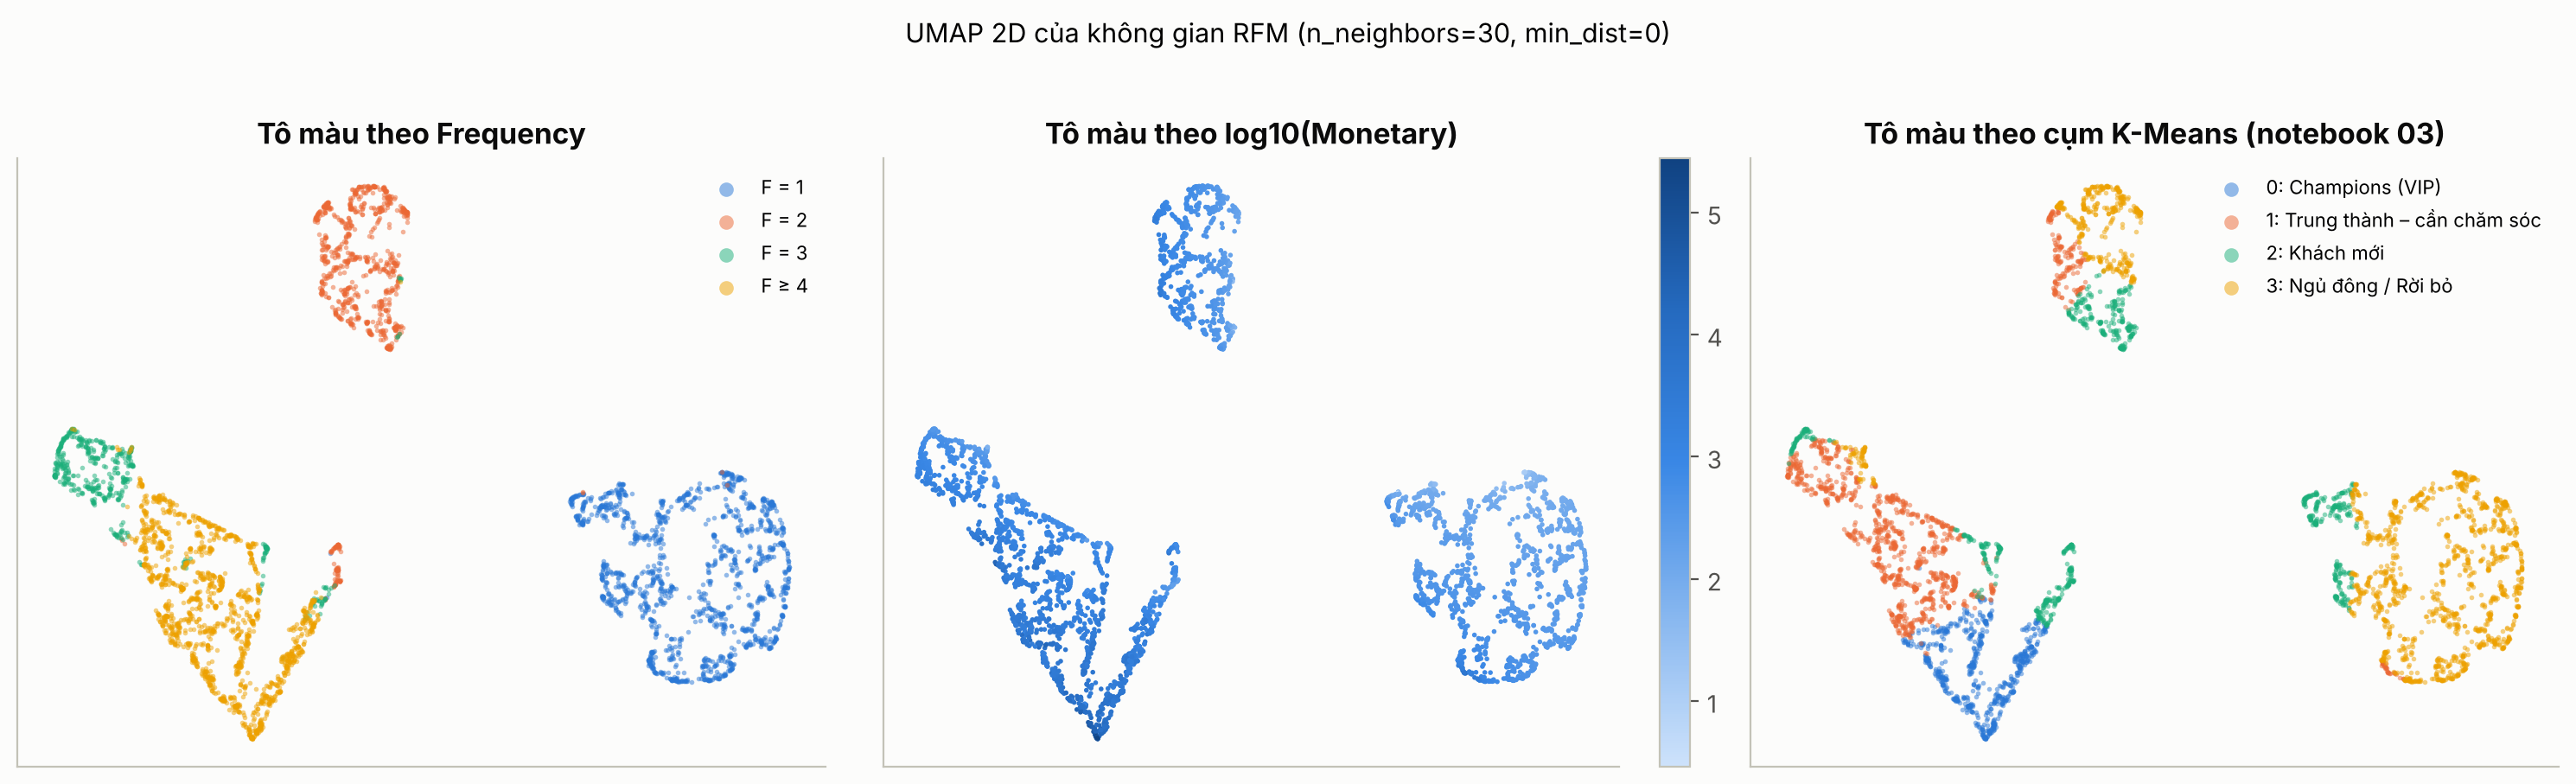 UMAP 2D của không gian RFM (n_neighbors=30, min_dist=0)
Tô màu theo Frequency
F = 1
F = 2
F = 3
F ≥ 4
Tô màu theo log10(Monetary)
5
4
3
2
1
Tô màu theo cụm K-Means (notebook 03)
0: Champions (VIP)
1: Trung thành – cần chăm sóc
2: Khách mới
3: Ngủ đông / Rời bỏ